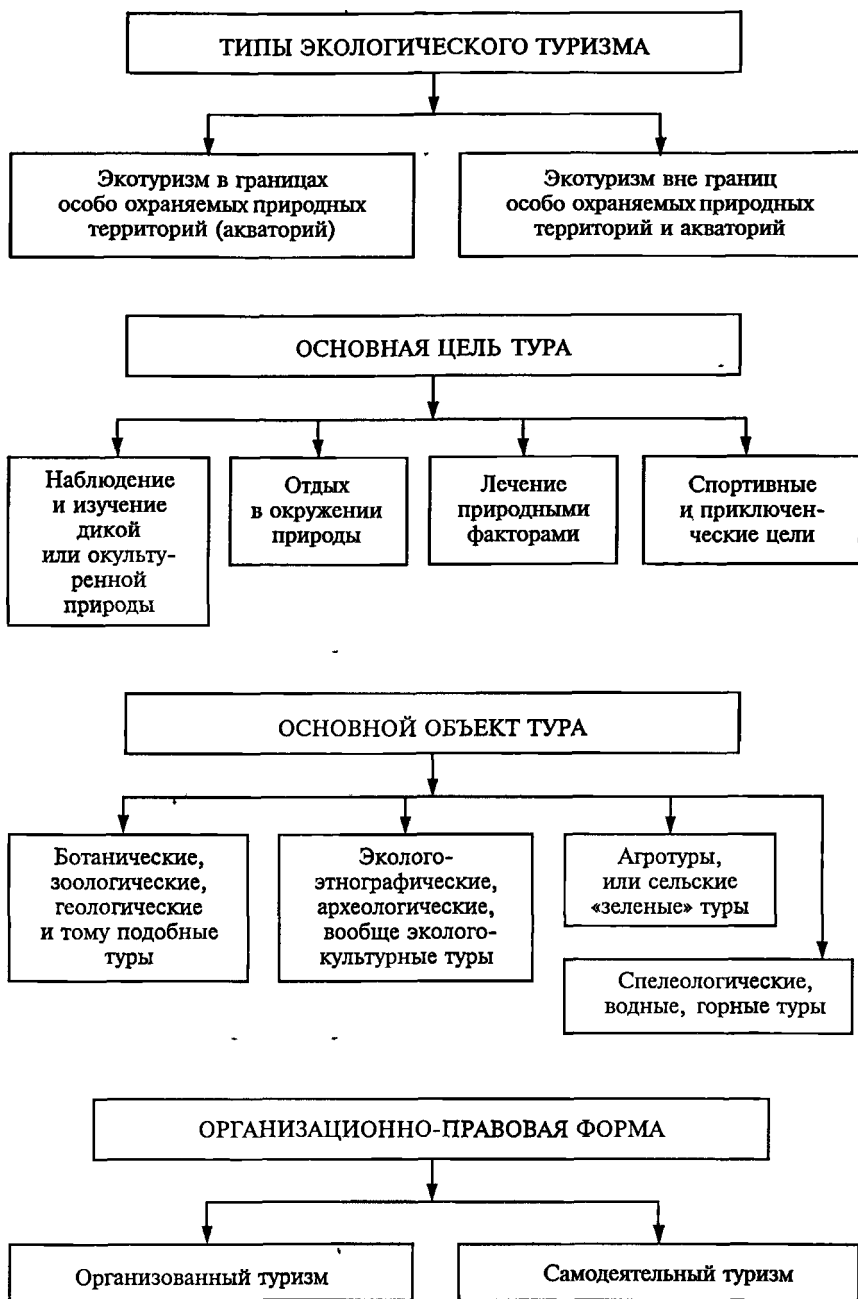 ТИПЫ ЭКОЛОГИЧЕСКОГО ТУРИЗМА
Экотуризм в границах
особо охраняемых природных
территорий (акваторий)
Экотуризм вне границ
особо охраняемых природных
территорий и акваторий
ОСНОВНАЯ ЦЕЛЬ ТУРА
Наблюдение
и изучение
дикой
или окульту-
ренной
природы
Отдых
в окружении
природы
Лечение
природными
факторами
Спортивные
и приключен-
ческие цели
ОСНОВНОЙ ОБЪЕКТ ТУРА
Ботанические,
зоологические,
геологические
и тому подобные
туры
Эколого-
этнографические,
археологические,
вообще эколого-
культурные туры
Агротуры,
или сельские
«зеленые» туры
Спелеологические,
водные, горные туры
ОРГАНИЗАЦИОННО-ПРАВОВАЯ ФОРМА
Организованный туризм
Самодеятельный туризм